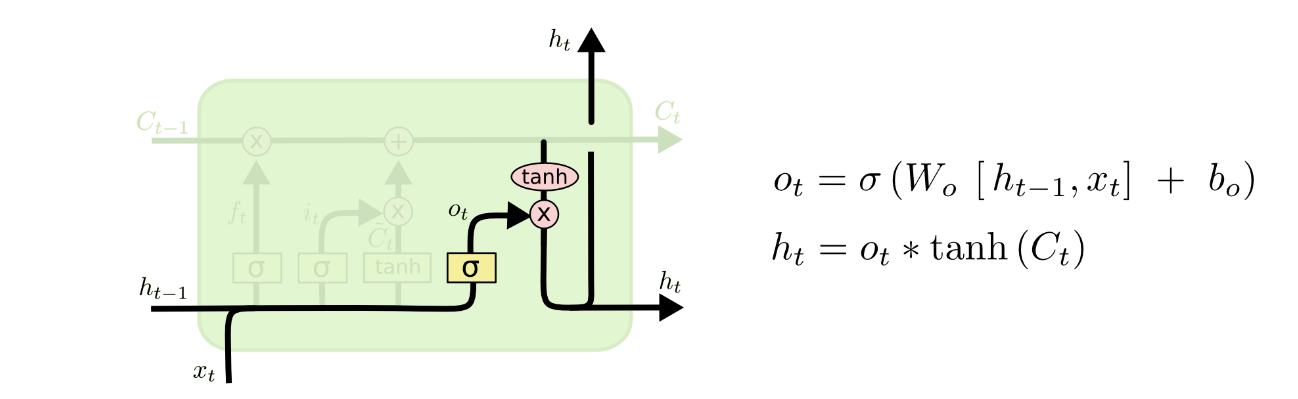 h_t
C_{t-1}
C_t
x
+
tanh
f_t
i_t
x
o_t
x
C̃_t
σ
σ
tanh
σ
h_{t-1}
h_t
x_t
o_t = σ (W_o [ h_{t-1}, x_t ] + b_o)
h_t = o_t * tanh (C_t)